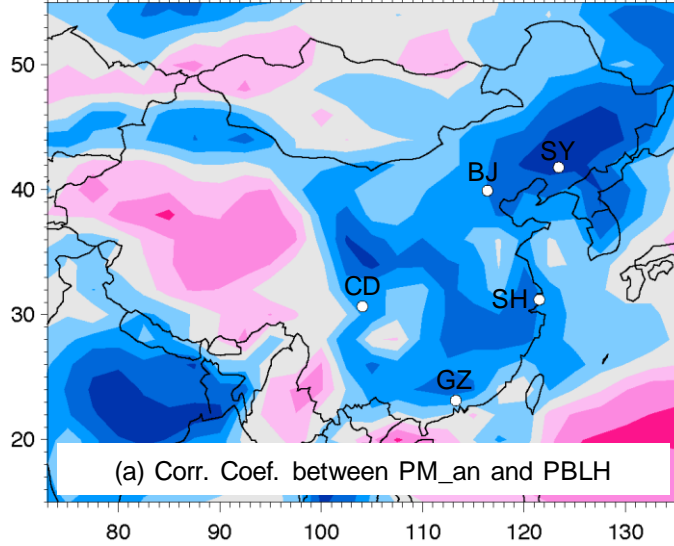 50
40
30
20
SY
BJ
CD
SH
GZ
(a) Corr. Coef. between PM_an and PBLH
80 90 100 110 120 130